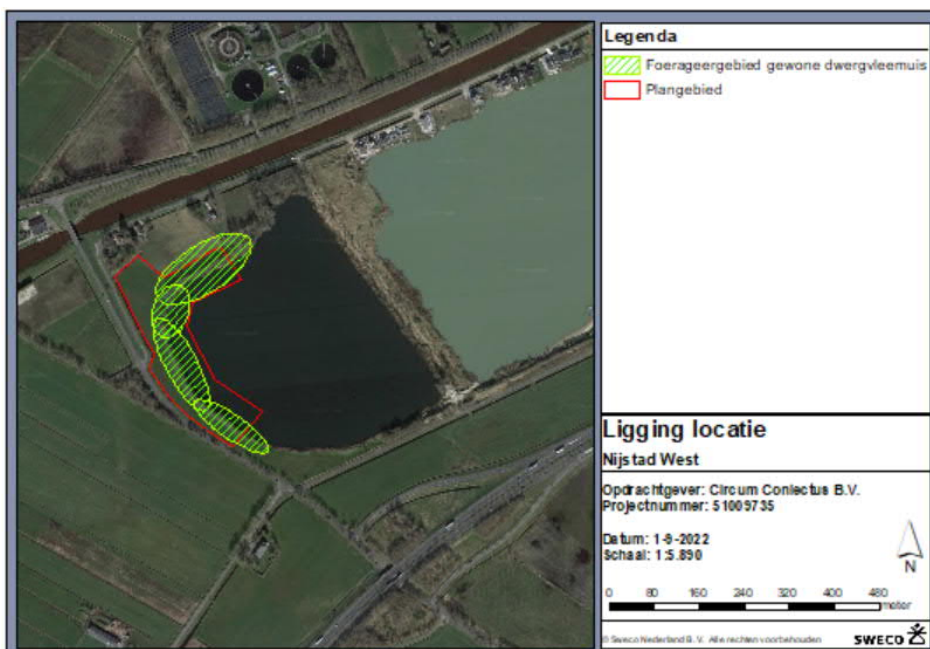 Legenda
Foerageergebied gewone dwergvleemuis
Plangebied
Ligging locatie
Nijstad West
Opdrachtgever: Circum Conlectus B.V.
Projectnummer: 51009735
Datum: 1-9-2022
Schaal: 1:5.890
N
0 80 160 240 320 400 480
meter
© Sweco Nederland B.V. Alle rechten voorbehouden
SWECO